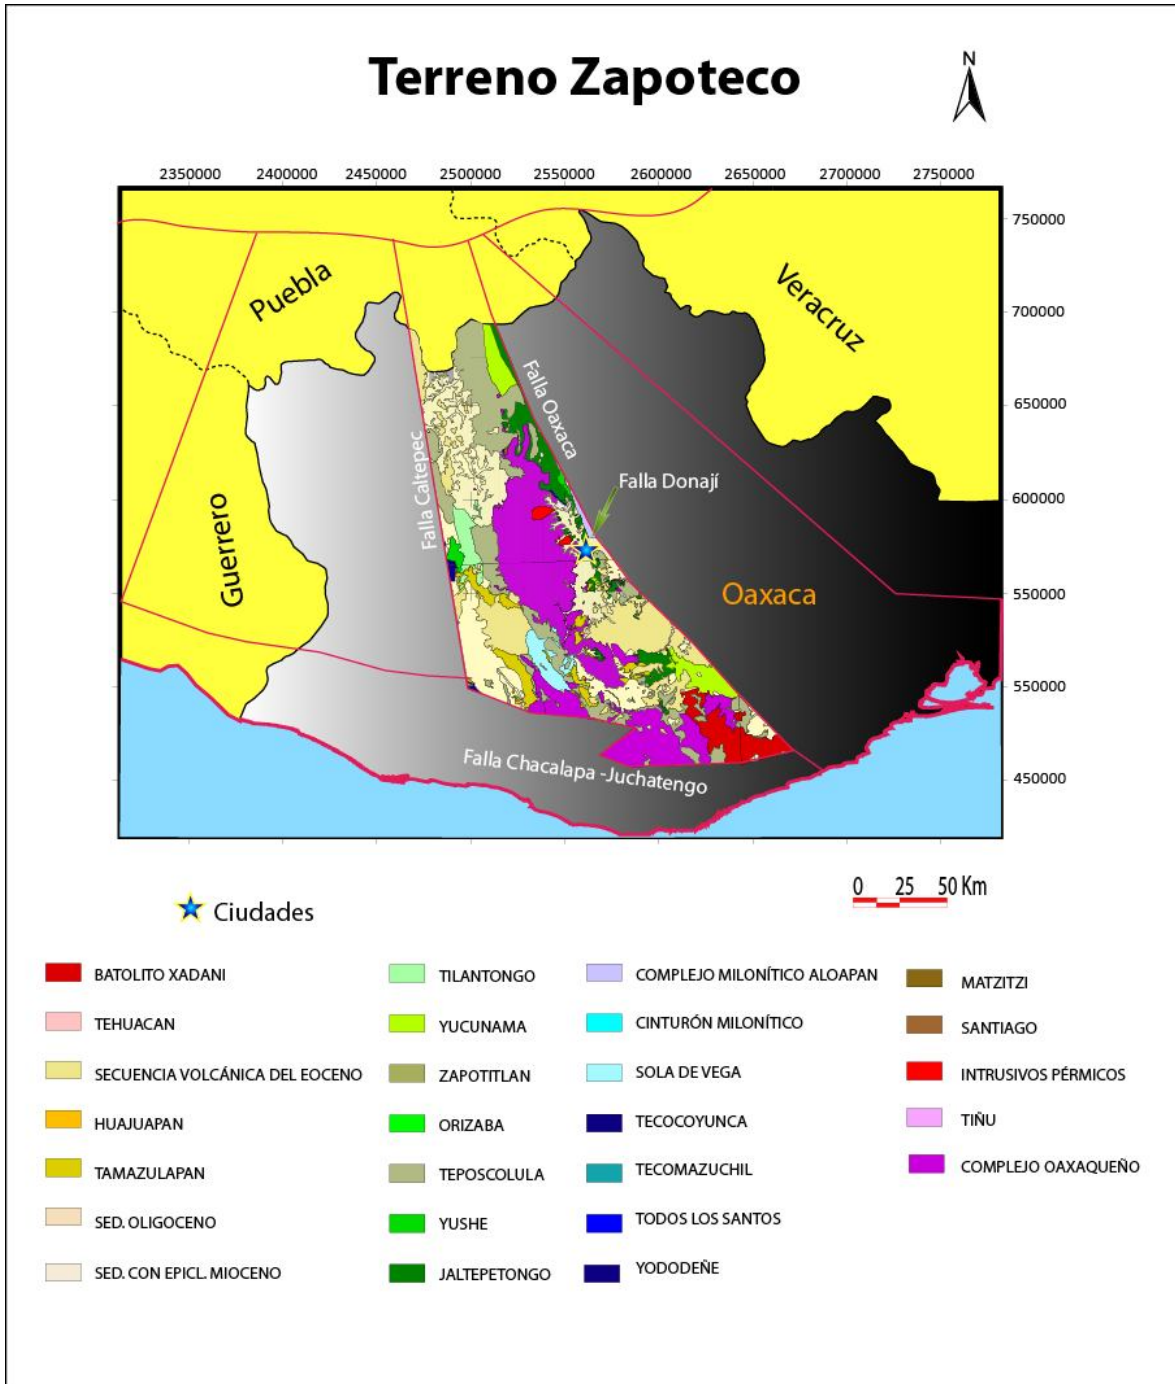 Terreno Zapoteco
N
2350000 2400000 2450000 2500000 2550000 2600000 2650000 2700000 2750000
750000
700000
650000
600000
550000
550000
450000
Puebla
Veracruz
Guerrero
Oaxaca
Falla Caltepec
Falla Oaxaca
Falla Donají
Falla Chacalapa -Juchatengo
0 25 50 Km
Ciudades
BATOLITO XADANI
TEHUACAN
SECUENCIA VOLCÁNICA DEL EOCENO
HUAJUAPAN
TAMAZULAPAN
SED. OLIGOCENO
SED. CON EPICL. MIOCENO
TILANTONGO
YUCUNAMA
ZAPOTITLAN
ORIZABA
TEPOSCOLULA
YUSHE
JALTEPETONGO
COMPLEJO MILONÍTICO ALOAPAN
CINTURÓN MILONÍTICO
SOLA DE VEGA
TECOCOYUNCA
TECOMAZUCHIL
TODOS LOS SANTOS
YODODEÑE
MATZITZI
SANTIAGO
INTRUSIVOS PÉRMICOS
TIÑU
COMPLEJO OAXAQUEÑO